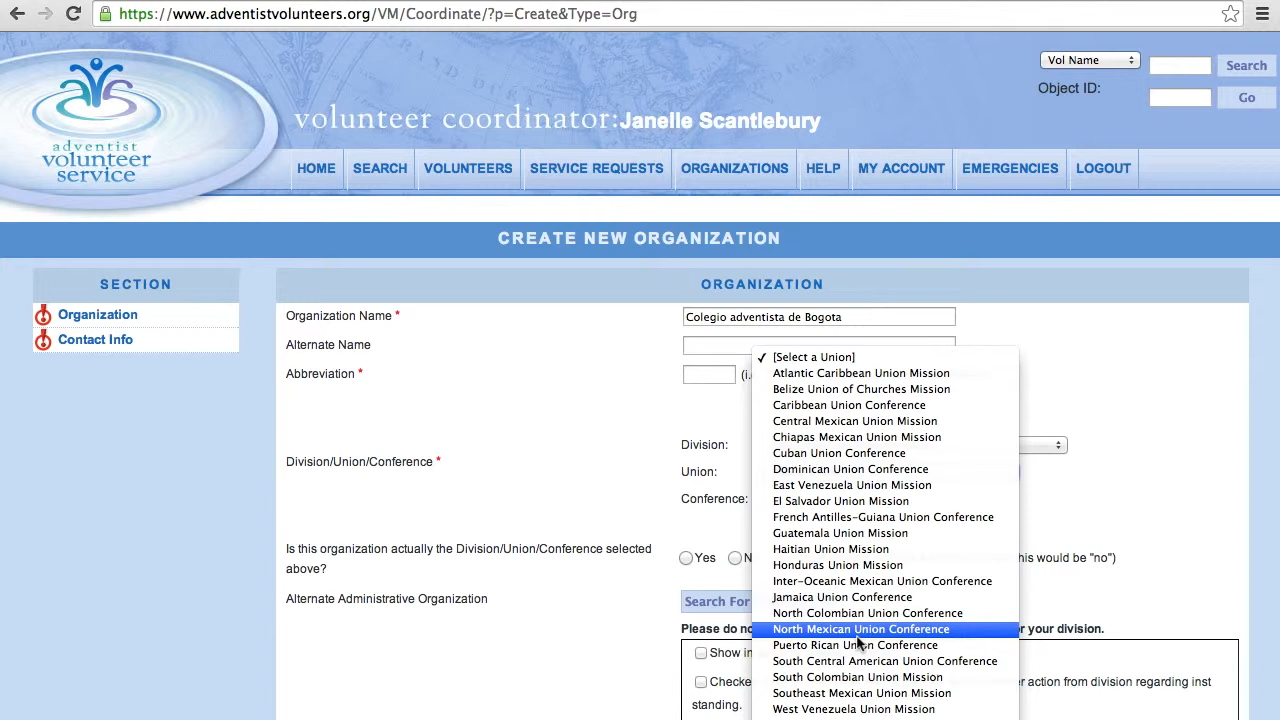 https://www.adventistvolunteers.org/VM/Coordinate/?p=Create&Type=Org
Vol Name
Search
Object ID:
Go
volunteer coordinator:Janelle Scantlebury
adventist
volunteer
service
HOME
SEARCH
VOLUNTEERS
SERVICE REQUESTS
ORGANIZATIONS
HELP
MY ACCOUNT
EMERGENCIES
LOGOUT
CREATE NEW ORGANIZATION
SECTION
Organization
Contact Info
ORGANIZATION
Organization Name *
Colegio adventista de Bogota
Alternate Name
Abbreviation *
(i.
Division/Union/Conference *
Division:
Union:
Conference:
✓ [Select a Union]
Atlantic Caribbean Union Mission
Belize Union of Churches Mission
Caribbean Union Conference
Central Mexican Union Mission
Chiapas Mexican Union Mission
Cuban Union Conference
Dominican Union Conference
East Venezuela Union Mission
El Salvador Union Mission
French Antilles-Guiana Union Conference
Guatemala Union Mission
Haitian Union Mission
Honduras Union Mission
Inter-Oceanic Mexican Union Conference
Jamaica Union Conference
North Colombian Union Conference
North Mexican Union Conference
Puerto Rican Union Conference
South Central American Union Conference
South Colombian Union Mission
Southeast Mexican Union Mission
West Venezuela Union Mission
Is this organization actually the Division/Union/Conference selected
above?
Yes
N
his would be "no")
Alternate Administrative Organization
Search For
Please do no
r your division.
Show in
Checke
er action from division regarding inst
standing.